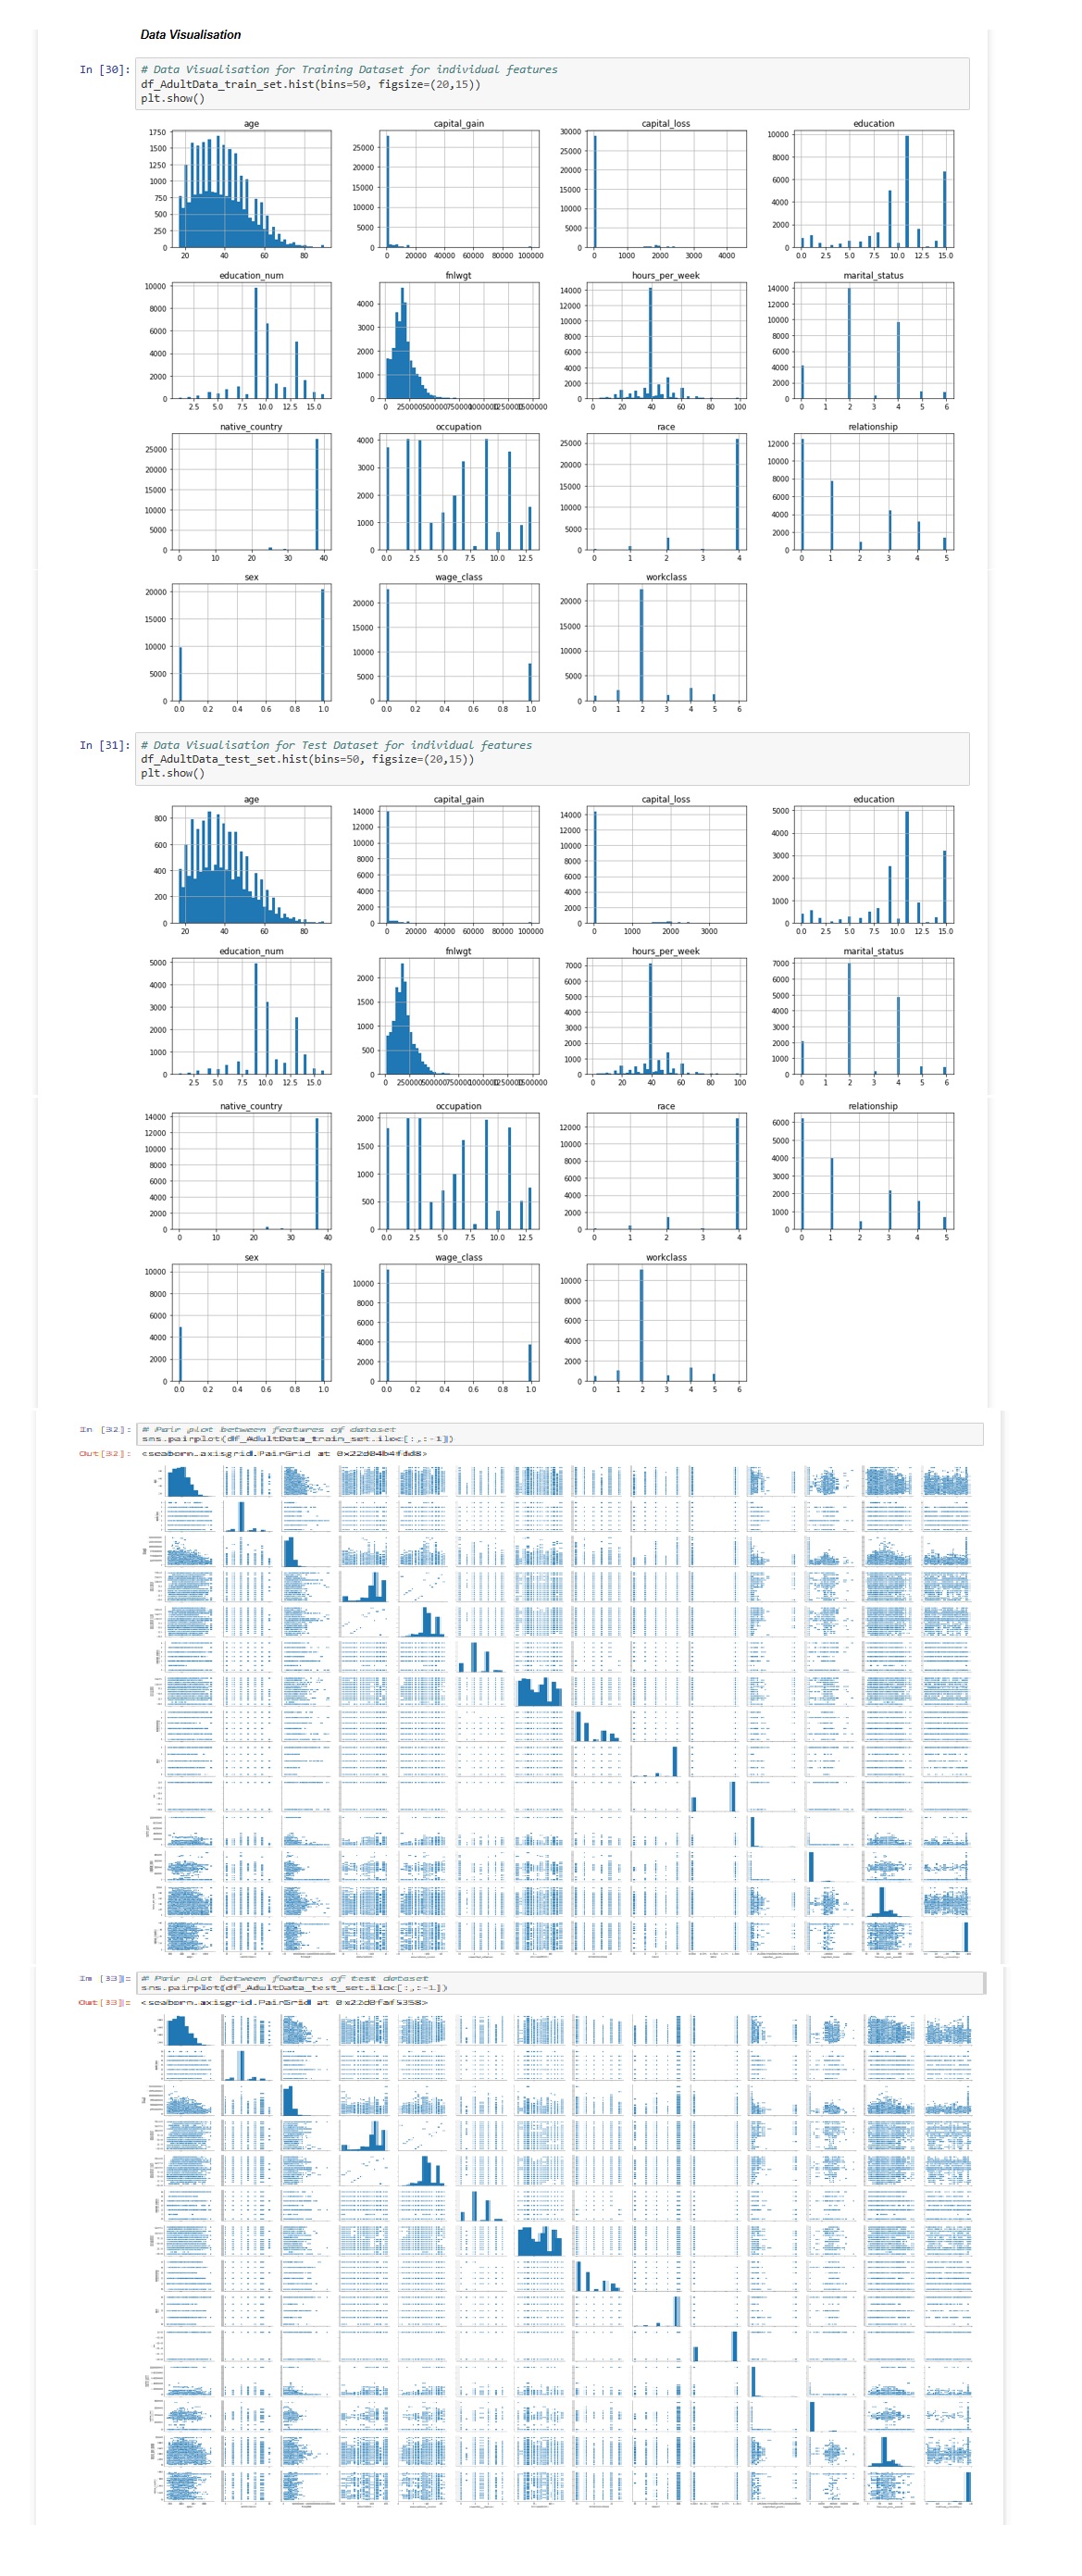 Data Visualisation
In [30]:
# Data Visualisation for Training Dataset for individual features
df_AdultData_train_set.hist(bins=50, figsize=(20,15))
plt.show()
age
1750
1500
1250
1000
750
500
250
0
20 40 60 80
capital_gain
25000
20000
15000
10000
5000
0
0 20000 40000 60000 80000 100000
capital_loss
30000
25000
20000
15000
10000
5000
0
0 1000 2000 3000 4000
education
10000
8000
6000
4000
2000
0
0.0 2.5 5.0 7.5 10.0 12.5 15.0
education_num
10000
8000
6000
4000
2000
0
2.5 5.0 7.5 10.0 12.5 15.0
fnlwgt
4000
3000
2000
1000
0
0 250000 500000 750000 1000000 1250000 1500000
hours_per_week
14000
12000
10000
8000
6000
4000
2000
0
0 20 40 60 80 100
marital_status
14000
12000
10000
8000
6000
4000
2000
0
0 1 2 3 4 5 6
native_country
25000
20000
15000
10000
5000
0
0 10 20 30 40
occupation
4000
3000
2000
1000
0
0.0 2.5 5.0 7.5 10.0 12.5
race
25000
20000
15000
10000
5000
0
0 1 2 3 4
relationship
12000
10000
8000
6000
4000
2000
0
0 1 2 3 4 5
sex
20000
15000
10000
5000
0
0.0 0.2 0.4 0.6 0.8 1.0
wage_class
20000
15000
10000
5000
0
0.0 0.2 0.4 0.6 0.8 1.0
workclass
20000
15000
10000
5000
0
0 1 2 3 4 5 6
In [31]:
# Data Visualisation for Test Dataset for individual features
df_AdultData_test_set.hist(bins=50, figsize=(20,15))
plt.show()
age
800
600
400
200
0
20 40 60 80
capital_gain
14000
12000
10000
8000
6000
4000
2000
0
0 20000 40000 60000 80000 100000
capital_loss
14000
12000
10000
8000
6000
4000
2000
0
0 1000 2000 3000
education
5000
4000
3000
2000
1000
0
0.0 2.5 5.0 7.5 10.0 12.5 15.0
education_num
5000
4000
3000
2000
1000
0
2.5 5.0 7.5 10.0 12.5 15.0
fnlwgt
2000
1500
1000
500
0
0 250000 500000 750000 1000000 1250000 1500000
hours_per_week
7000
6000
5000
4000
3000
2000
1000
0
0 20 40 60 80 100
marital_status
7000
6000
5000
4000
3000
2000
1000
0
0 1 2 3 4 5 6
native_country
14000
12000
10000
8000
6000
4000
2000
0
0 10 20 30 40
occupation
2000
1500
1000
500
0
0.0 2.5 5.0 7.5 10.0 12.5
race
12000
10000
8000
6000
4000
2000
0
0 1 2 3 4
relationship
6000
5000
4000
3000
2000
1000
0
0 1 2 3 4 5
sex
10000
8000
6000
4000
2000
0
0.0 0.2 0.4 0.6 0.8 1.0
wage_class
10000
8000
6000
4000
2000
0
0.0 0.2 0.4 0.6 0.8 1.0
workclass
10000
8000
6000
4000
2000
0
0 1 2 3 4 5 6
In [32]:
# Pair plot between features of dataset
sns.pairplot(df_AdultData_train_set.iloc[:,:-1])
Out[32]: <seaborn.axisgrid.PairGrid at
In [33]:
# Pair plot between features of test dataset
sns.pairplot(df_AdultData_test_set.iloc[:,:-1])
Out[33]: <seaborn.axisgrid.PairGrid at